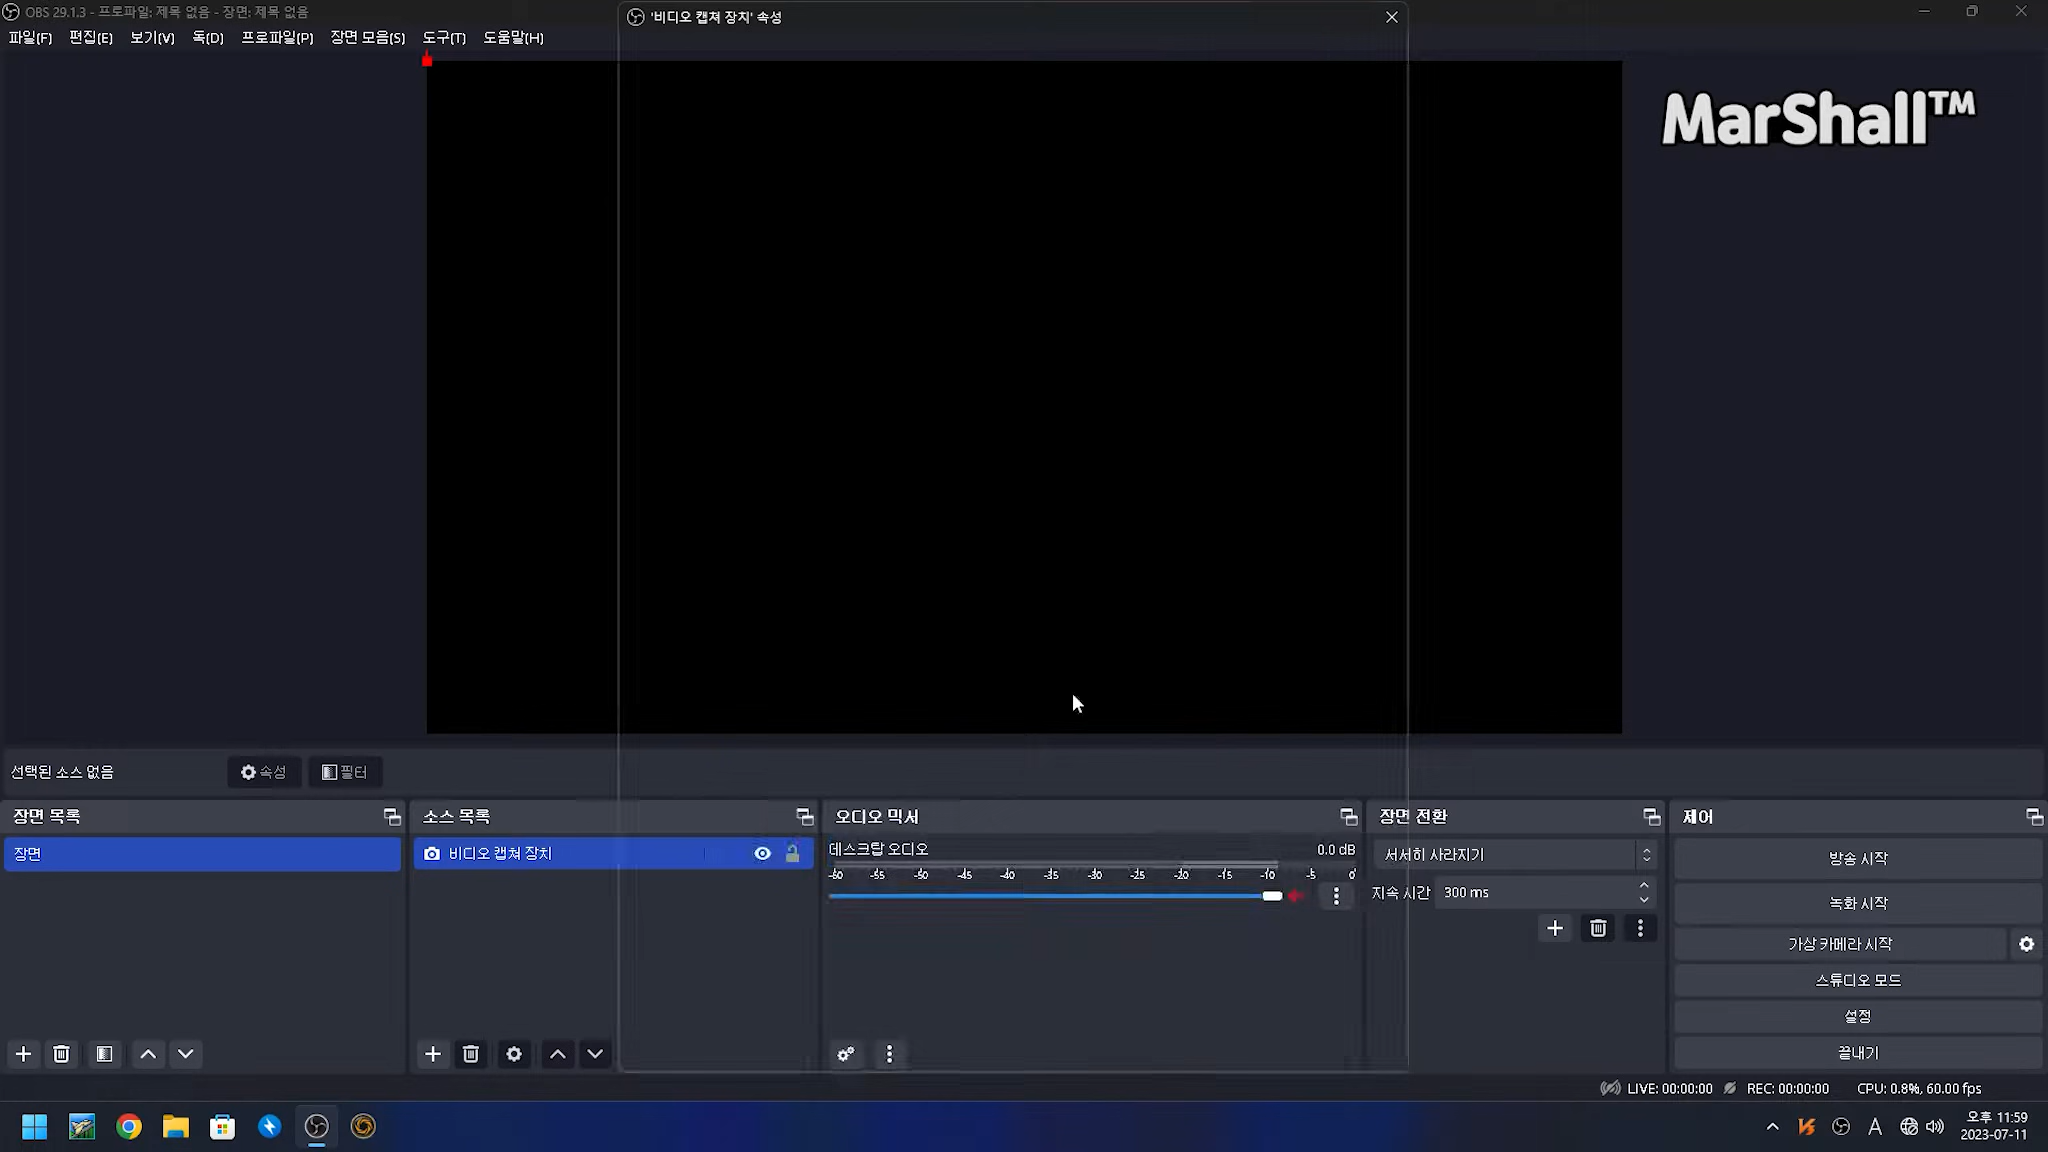 OBS 29.1.3 - 프로파일: 제목 없음 - 장면: 제목 없음
'비디오 캡쳐 장치' 속성
파일(F) 편집(E) 보기(V) 독(D) 프로파일(P) 장면 모음(S) 도구(T) 도움말(H)
MarShall™
선택된 소스 없음 속성 필터
장면 목록
장면
소스 목록
비디오 캡쳐 장치
오디오 믹서
데스크탑 오디오 0.0 dB
-60 -55 -50 -45 -40 -35 -30 -25 -20 -15 -10 -5 0
장면 전환
서서히 사라지기
지속 시간 300 ms
제어
방송 시작
녹화 시작
가상 카메라 시작
스튜디오 모드
설정
끝내기
LIVE: 00:00:00 REC: 00:00:00 CPU: 0.8%, 60.00 fps
A
오후 11:59
2023-07-11